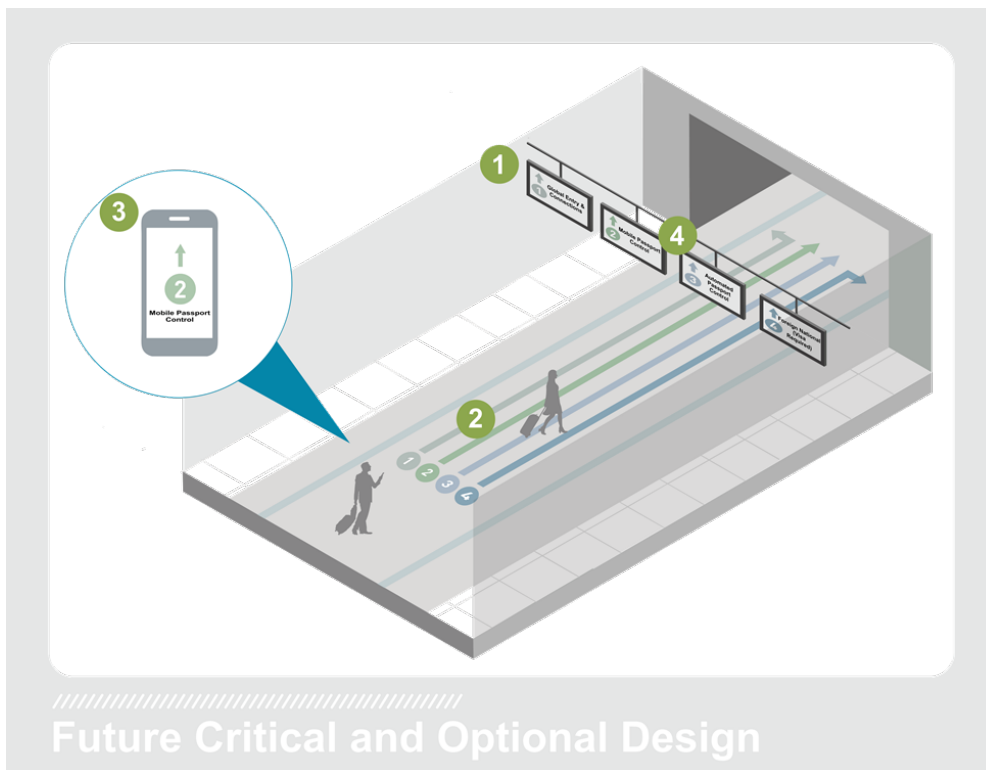 1
1
Global Entry &
Connections
3
2
Mobile Passport
Control
4
2
Mobile Passport
Control
3
Automated
Passport
Control
4
Foreign National
(Visa
Required)
2
1
2
3
4
Future Critical and Optional Design